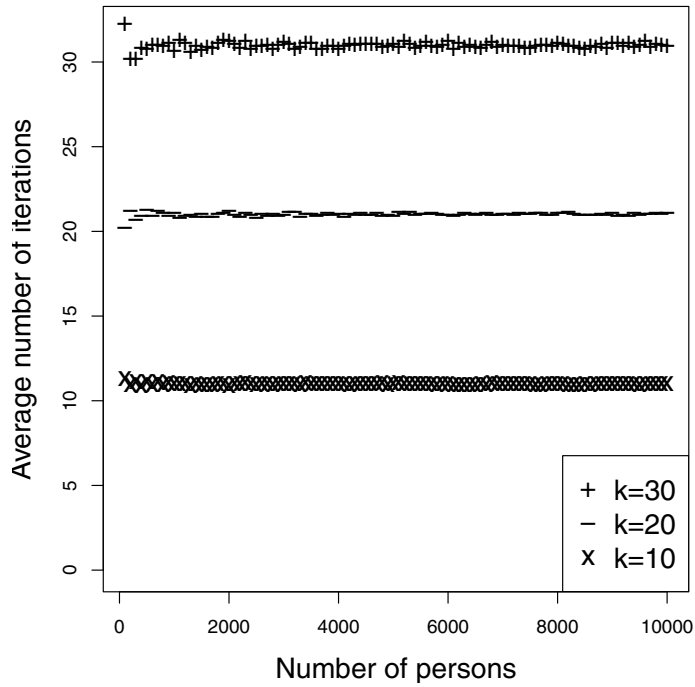 Average number of iterations
30
25
20
15
10
5
0
+ k=30
− k=20
x k=10
0 2000 4000 6000 8000 10000
Number of persons